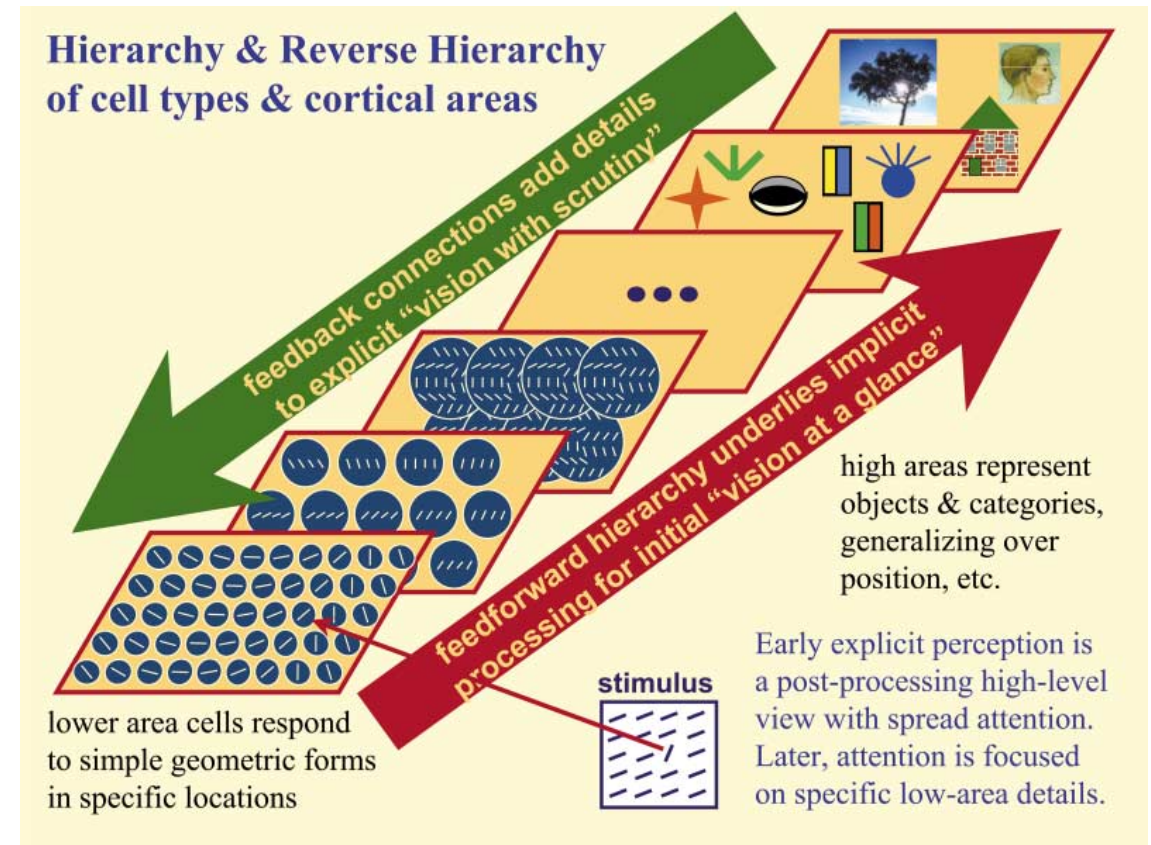 Hierarchy & Reverse Hierarchy
of cell types & cortical areas
feedback connections add details
to explicit “vision with scrutiny”
feedforward hierarchy underlies implicit
processing for initial “vision at a glance”
high areas represent
objects & categories,
generalizing over
position, etc.
stimulus
Early explicit perception is
a post-processing high-level
view with spread attention.
Later, attention is focused
on specific low-area details.
lower area cells respond
to simple geometric forms
in specific locations